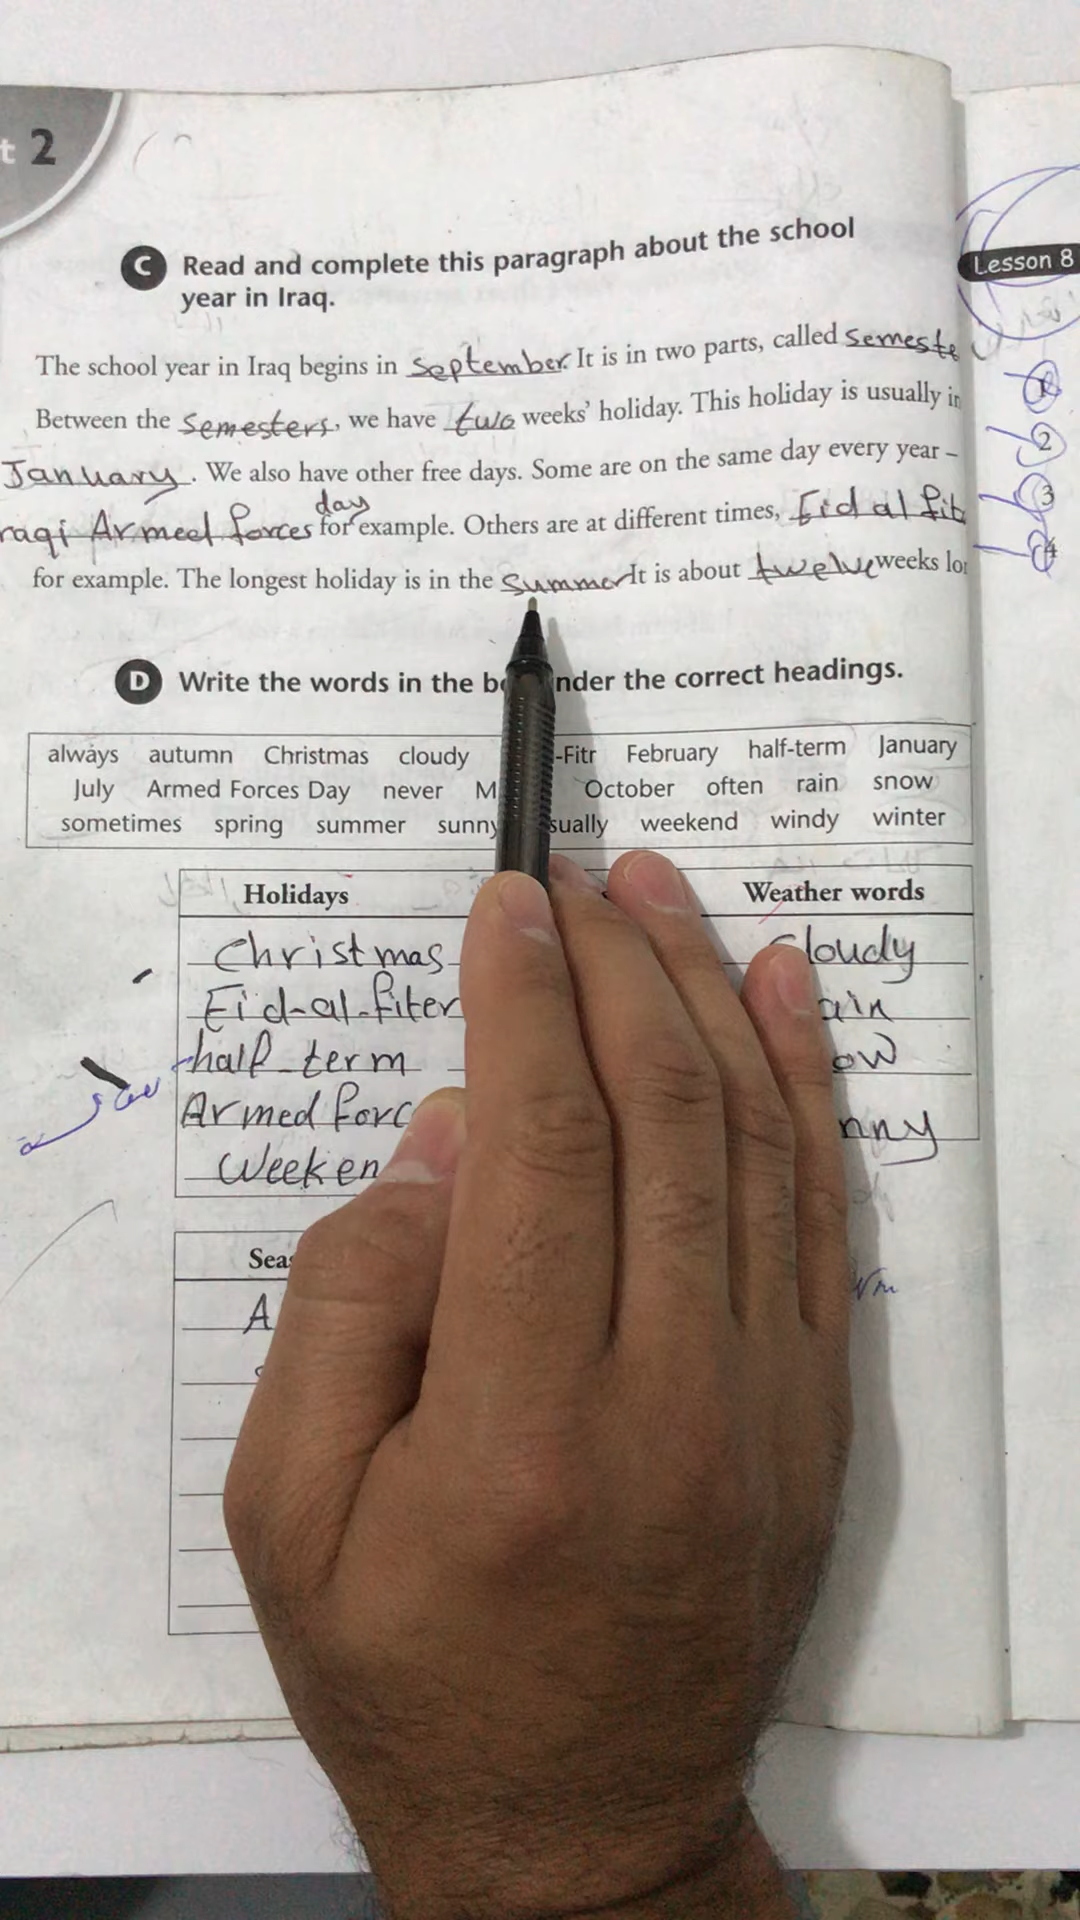 t 2
C Read and complete this paragraph about the school
year in Iraq.
Lesson 8
The school year in Iraq begins in September. It is in two parts, called Semeste
Between the Semesters, we have two weeks' holiday. This holiday is usually in
January. We also have other free days. Some are on the same day every year –
day
raqi Armed forces for example. Others are at different times, Eid al fit
for example. The longest holiday is in the summer It is about twelve weeks lo
2
3
4
D Write the words in the b nder the correct headings.
always autumn Christmas cloudy -Fitr February half-term January
July Armed Forces Day never M October often rain snow
sometimes spring summer sunny sually weekend windy winter
Holidays Weather words
Christmas cloudy
Eid-al-fiter ain
half-term ow
Armed forc nny
Weeken
Seas
A